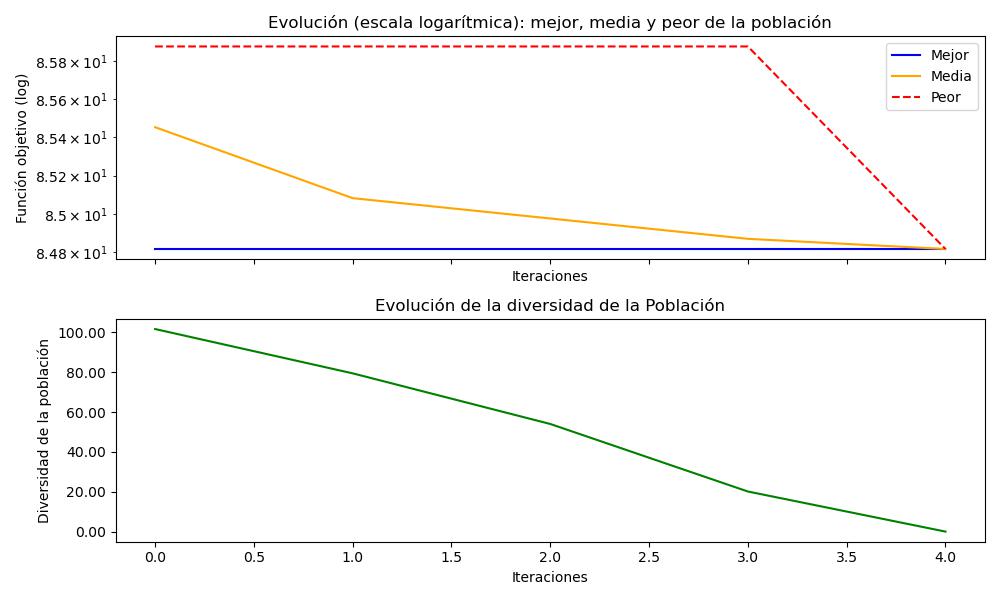 Evolución (escala logarítmica): mejor, media y peor de la población
Función objetivo (log)
8.58 × 10¹
8.56 × 10¹
8.54 × 10¹
8.52 × 10¹
8.5 × 10¹
8.48 × 10¹
Mejor
Media
Peor
Iteraciones
Evolución de la diversidad de la Población
Diversidad de la población
100.00
80.00
60.00
40.00
20.00
0.00
0.0 0.5 1.0 1.5 2.0 2.5 3.0 3.5 4.0
Iteraciones